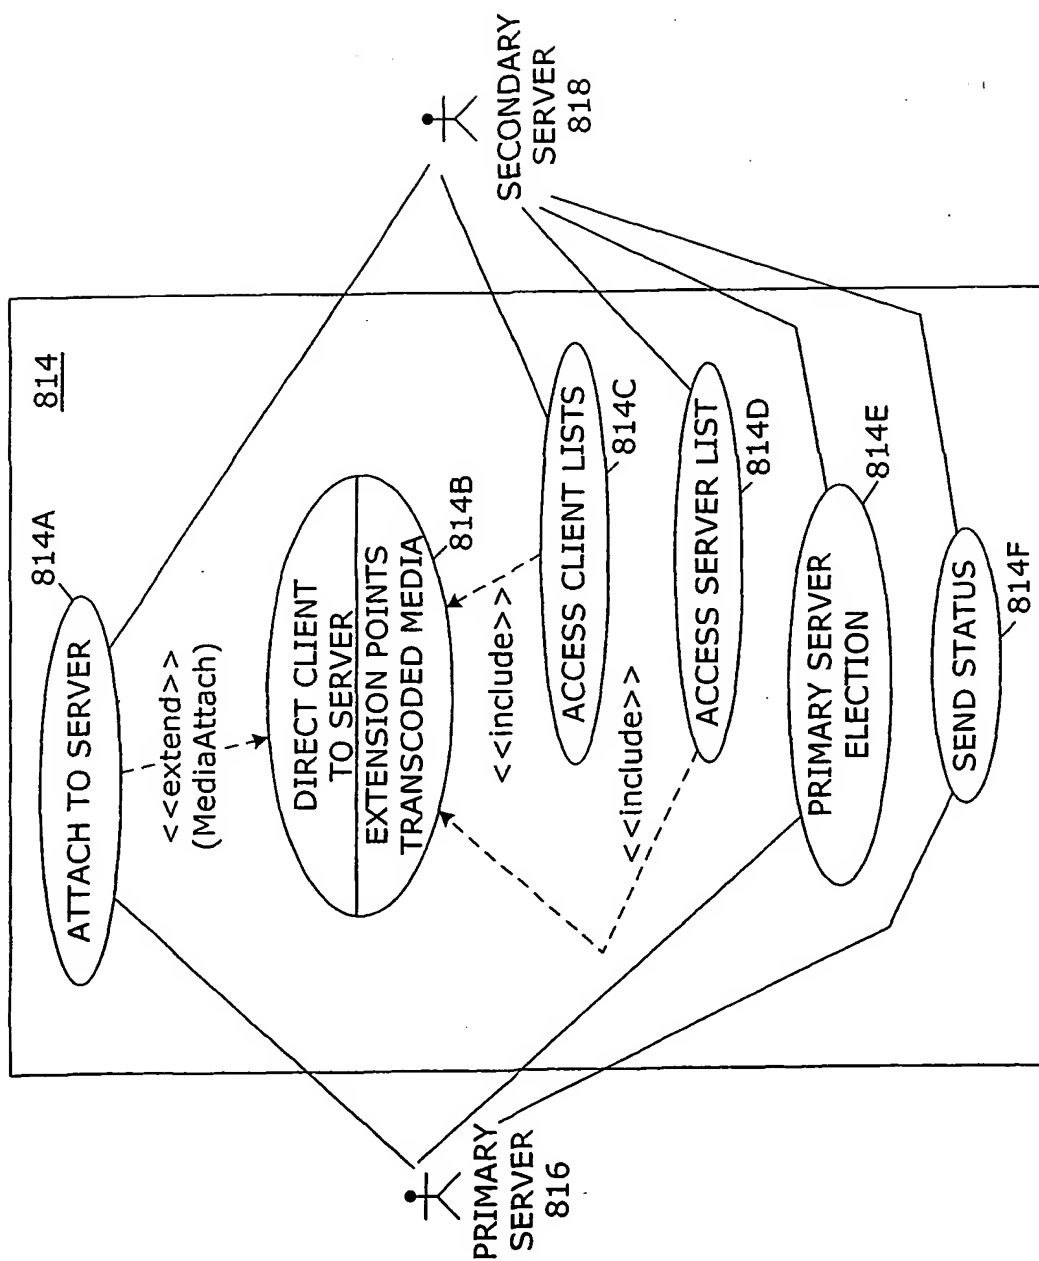 814
814A
ATTACH TO SERVER
<<extend>>
(MediaAttach)
DIRECT CLIENT
TO SERVER
EXTENSION POINTS
TRANSCODED MEDIA
814B
<<include>>
ACCESS CLIENT LISTS
814C
<<include>>
ACCESS SERVER LIST
814D
PRIMARY SERVER
ELECTION
814E
SEND STATUS
814F
PRIMARY
SERVER
816
SECONDARY
SERVER
818